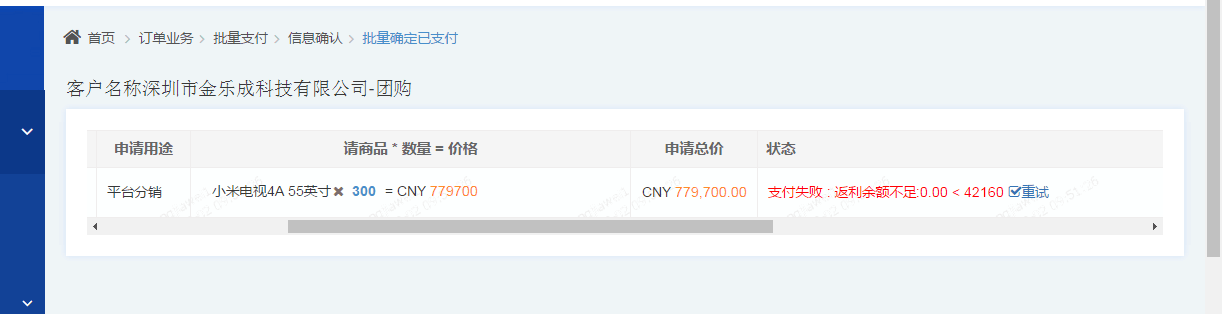 首页 > 订单业务 > 批量支付 > 信息确认 > 批量确定已支付
客户名称深圳市金乐成科技有限公司-团购
申请用途 请商品 * 数量 = 价格 申请总价 状态
平台分销 小米电视4A 55英寸✖ 300 = CNY 779700 CNY 779,700.00 支付失败 : 返利余额不足:0.00 < 42160 重试